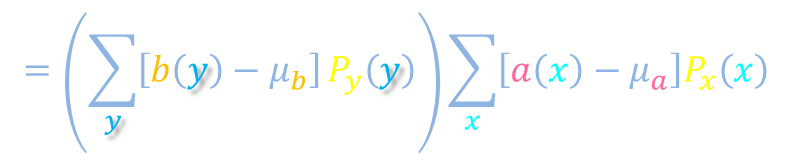 = (∑_y [b(y) − μ_b] P_y(y)) ∑_x [a(x) − μ_a]P_x(x)